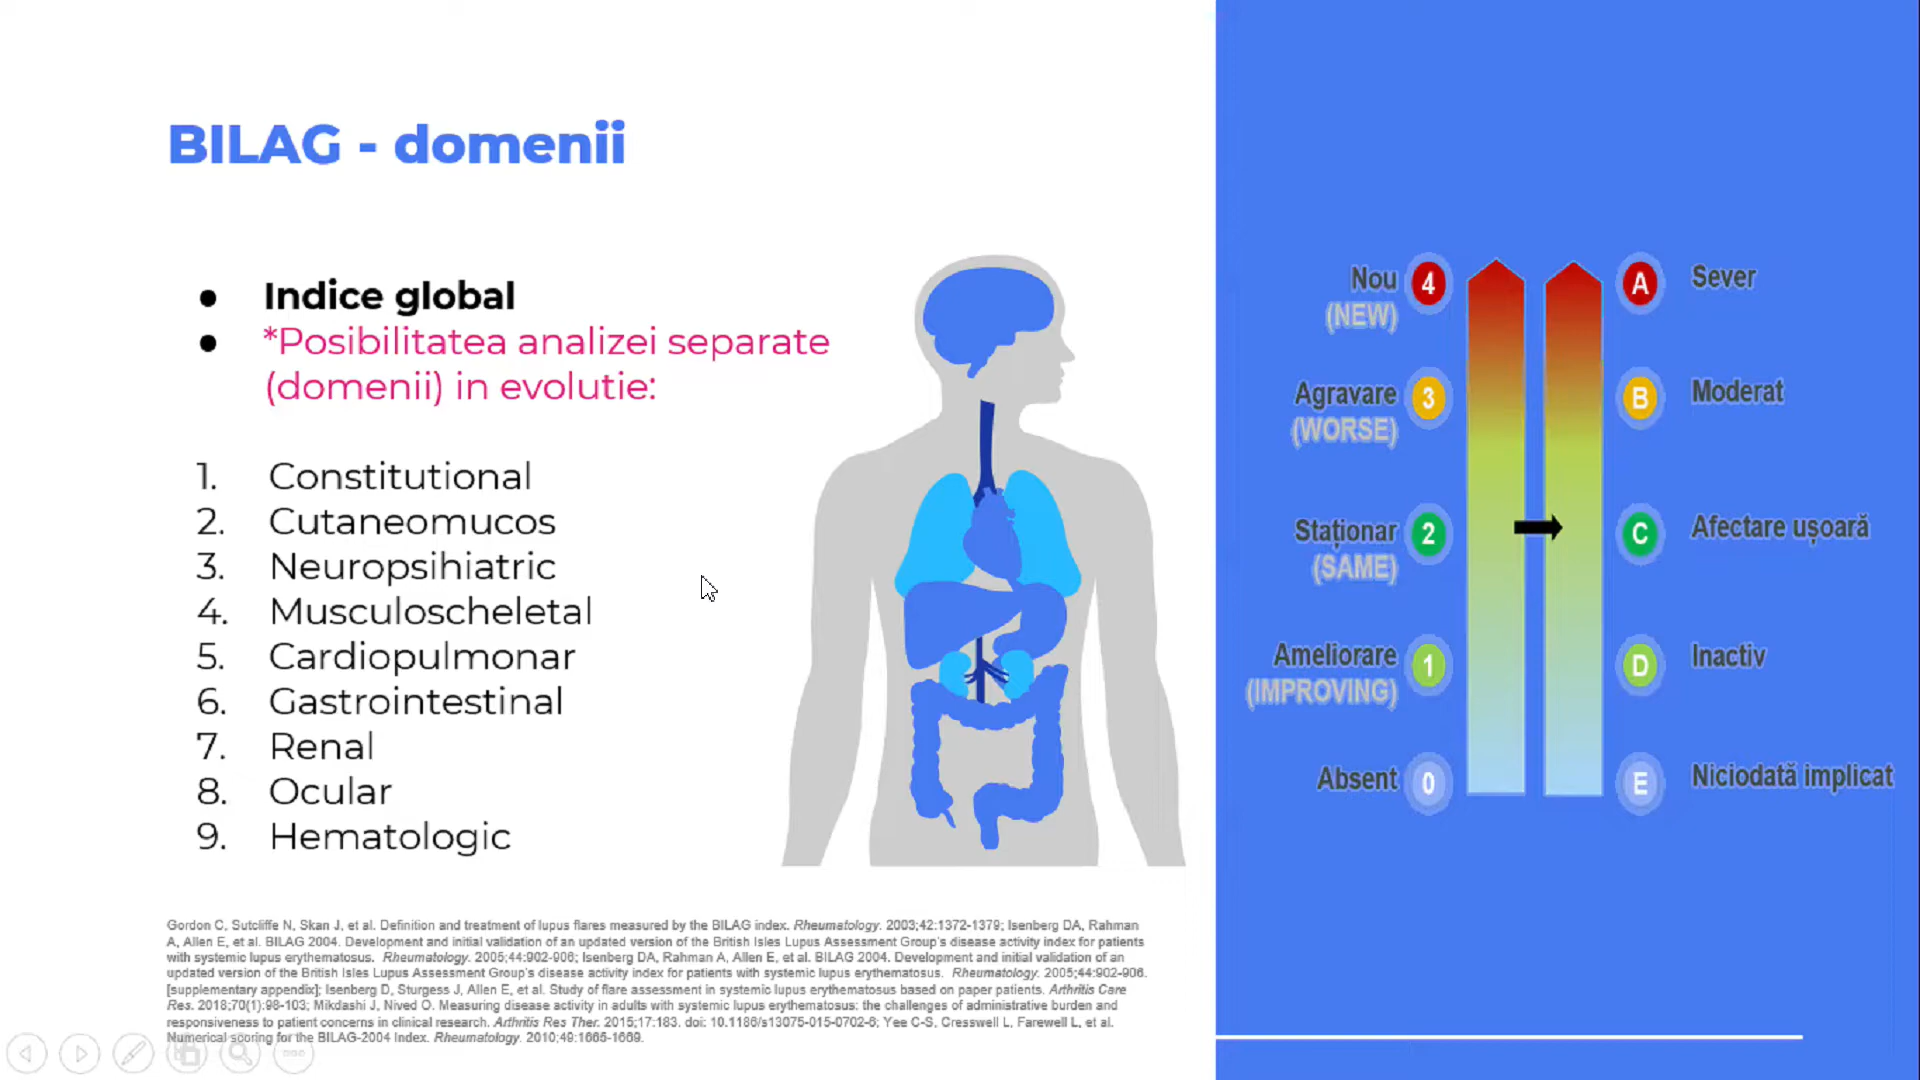 BILAG - domenii
● Indice global
● *Posibilitatea analizei separate
(domenii) in evolutie:
1. Constitutional
2. Cutaneomucos
3. Neuropsihiatric
4. Musculoscheletal
5. Cardiopulmonar
6. Gastrointestinal
7. Renal
8. Ocular
9. Hematologic
Gordon C, Sutcliffe N, Skan J, et al. Definition and treatment of lupus flares measured by the BILAG index. Rheumatology. 2003;42:1372-1379; Isenberg DA, Rahman
A, Allen E, et al. BILAG 2004. Development and initial validation of an updated version of the British Isles Lupus Assessment Group's disease activity index for patients
with systemic lupus erythematosus. Rheumatology. 2005;44:902-906; Isenberg DA, Rahman A, Allen E, et al. BILAG 2004. Development and initial validation of an
updated version of the British Isles Lupus Assessment Group's disease activity index for patients with systemic lupus erythematosus. Rheumatology. 2005;44:902-906.
[supplementary appendix]; Isenberg D, Sturgess J, Allen E, et al. Study of flare assessment in systemic lupus erythematosus based on paper patients. Arthritis Care
Res. 2018;70(1):98-103; Mikdashi J, Nived O. Measuring disease activity in adults with systemic lupus erythematosus: the challenges of administrative burden and
responsiveness to patient concerns in clinical research. Arthritis Res Ther. 2015;17:183. doi: 10.1186/s13075-015-0702-6; Yee C-S, Cresswell L, Farewell L, et al.
Numerical scoring for the BILAG-2004 Index. Rheumatology. 2010;49:1665-1669.
Nou 4 A Sever
(NEW)
Agravare 3 B Moderat
(WORSE)
Staționar 2 C Afectare ușoară
(SAME)
Ameliorare 1 D Inactiv
(IMPROVING)
Absent 0 E Niciodată implicat